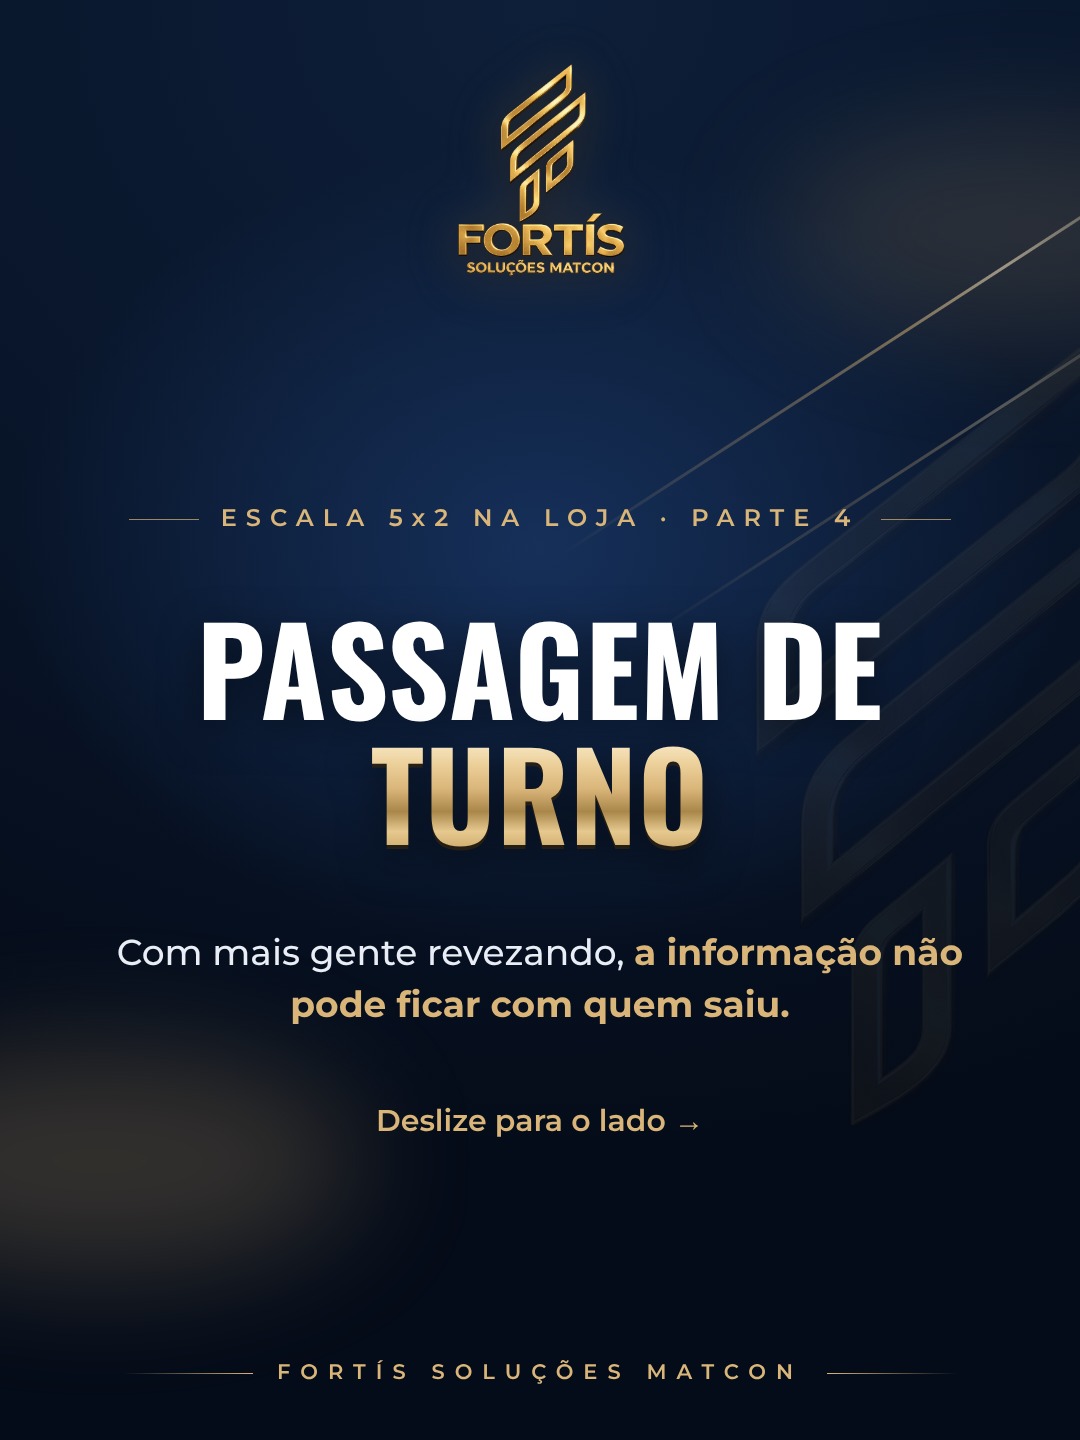 FORTÍS
SOLUÇÕES MATCON
ESCALA 5x2 NA LOJA · PARTE 4
PASSAGEM DE
TURNO
Com mais gente revezando, a informação não
pode ficar com quem saiu.
Deslize para o lado →
FORTÍS SOLUÇÕES MATCON